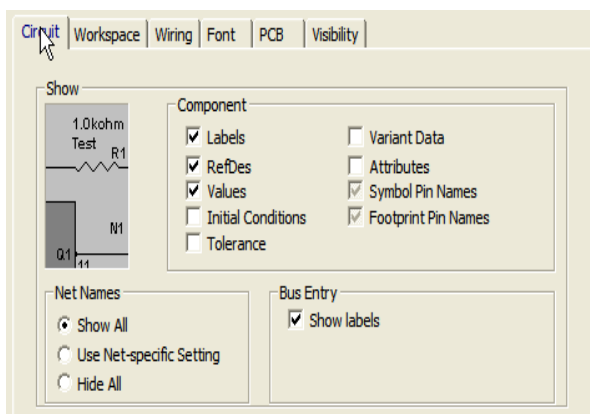 Circuit Workspace Wiring Font PCB Visibility
Show
1.0kohm
Test
R1
N1
Q1
11
Component
Labels
RefDes
Values
Initial Conditions
Tolerance
Variant Data
Attributes
Symbol Pin Names
Footprint Pin Names
Net Names
Show All
Use Net-specific Setting
Hide All
Bus Entry
Show labels